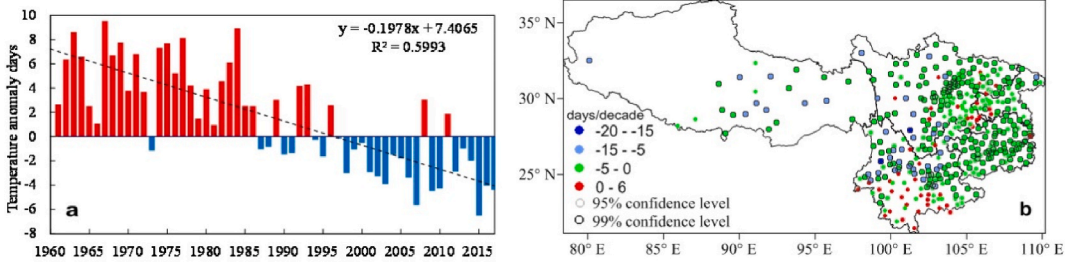 y = -0.1978x + 7.4065
R² = 0.5993
Temperature anomaly days
10
8
6
4
2
0
-2
-4
-6
-8
1960 1965 1970 1975 1980 1985 1990 1995 2000 2005 2010 2015
a
35° N
30° N
25° N
days/decade
-20 - -15
-15 - -5
-5 - 0
0 - 6
95% confidence level
99% confidence level
b
80° E 85° E 90° E 95° E 100° E 105° E 110° E